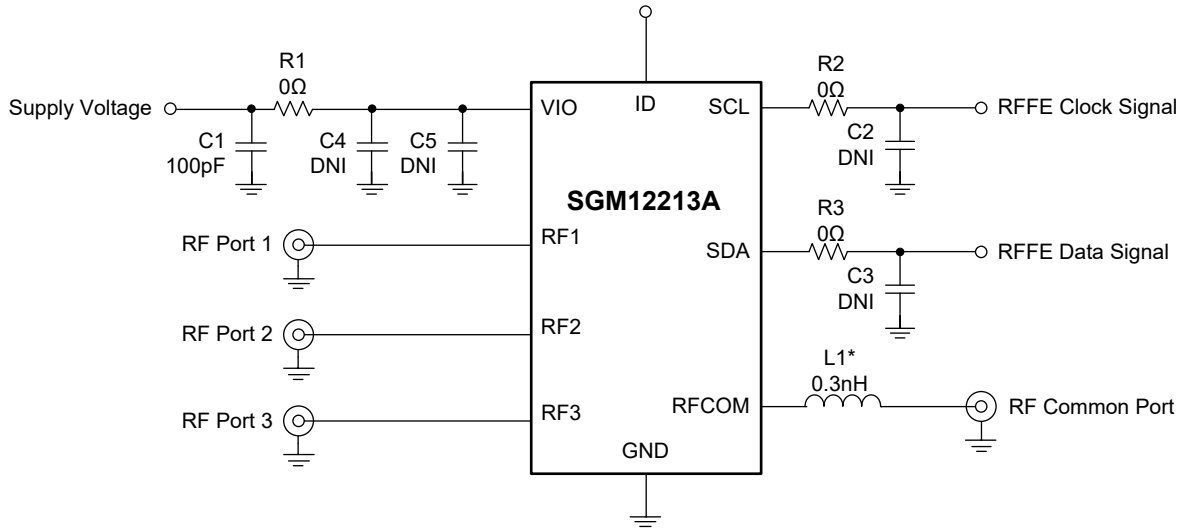 R1
0Ω
Supply Voltage
C1
100pF
C4
DNI
C5
DNI
VIO
ID
SCL
R2
0Ω
C2
DNI
RFFE Clock Signal
SGM12213A
RF Port 1
RF1
SDA
R3
0Ω
C3
DNI
RFFE Data Signal
RF Port 2
RF2
RF Port 3
RF3
RFCOM
L1*
0.3nH
RF Common Port
GND